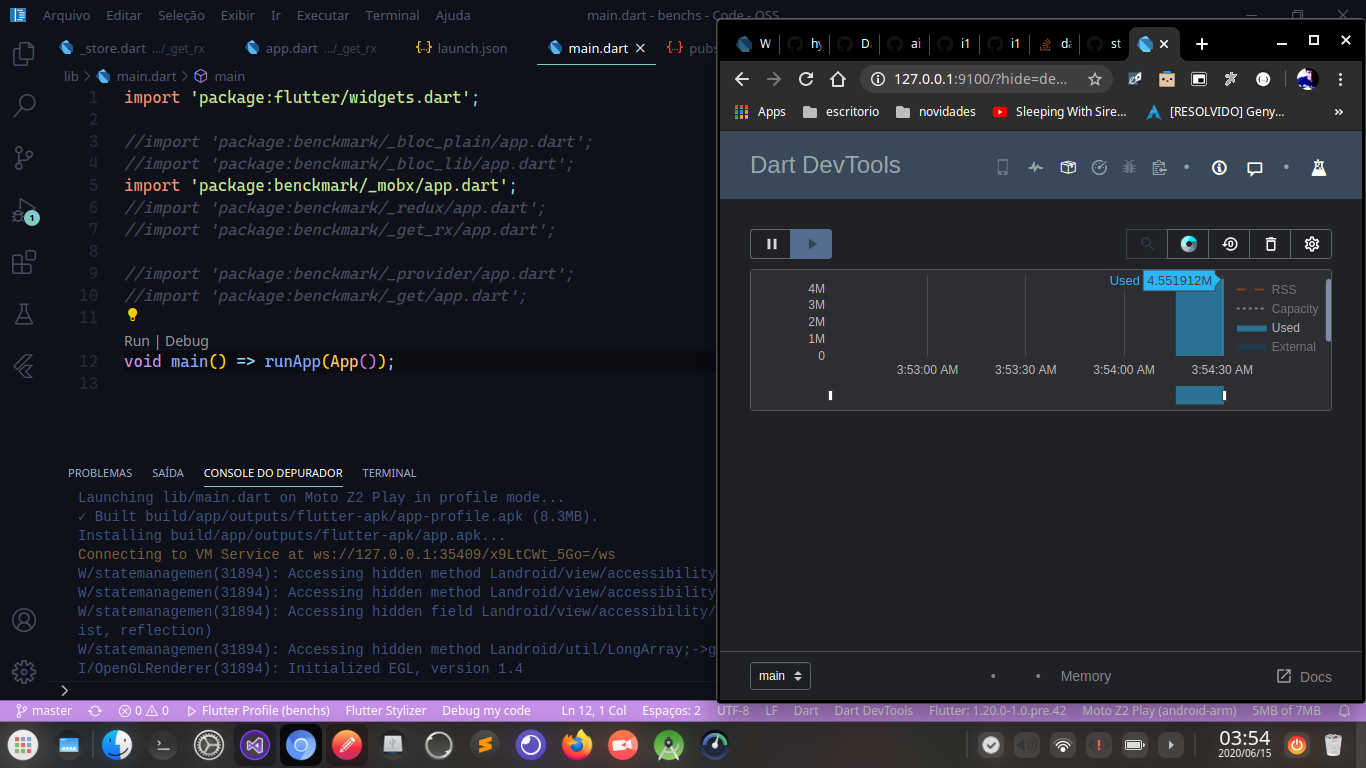 Arquivo Editar Seleção Exibir Ir Executar Terminal Ajuda main.dart - benchs - Code - OSS
_store.dart .../_get_rx app.dart .../_get_rx launch.json main.dart pubs
lib > main.dart > main
1 import 'package:flutter/widgets.dart';
2
3 //import 'package:benckmark/_bloc_plain/app.dart';
4 //import 'package:benckmark/_bloc_lib/app.dart';
5 import 'package:benckmark/_mobx/app.dart';
6 //import 'package:benckmark/_redux/app.dart';
7 //import 'package:benckmark/_get_rx/app.dart';
8
9 //import 'package:benckmark/_provider/app.dart';
10 //import 'package:benckmark/_get/app.dart';
11
Run | Debug
12 void main() => runApp(App());
13
1
PROBLEMAS SAÍDA CONSOLE DO DEPURADOR TERMINAL
Launching lib/main.dart on Moto Z2 Play in profile mode...
✓ Built build/app/outputs/flutter-apk/app-profile.apk (8.3MB).
Installing build/app/outputs/flutter-apk/app.apk...
Connecting to VM Service at ws://127.0.0.1:35409/x9LtCWt_5Go=/ws
W/statemanagemen(31894): Accessing hidden method Landroid/view/accessibility
W/statemanagemen(31894): Accessing hidden method Landroid/view/accessibility
W/statemanagemen(31894): Accessing hidden field Landroid/view/accessibility/
ist, reflection)
W/statemanagemen(31894): Accessing hidden method Landroid/util/LongArray;->g
I/OpenGLRenderer(31894): Initialized EGL, version 1.4
>
W hy D. ai i1 i1 da st
127.0.0.1:9100/?hide=de...
Apps escritorio novidades Sleeping With Sire... [RESOLVIDO] Geny... »
Dart DevTools
Used 4.551912M
4M
3M
2M
1M
0
3:53:00 AM 3:53:30 AM 3:54:00 AM 3:54:30 AM
RSS
Capacity
Used
External
main • • Memory Docs
master 0 0 Flutter Profile (benchs) Flutter Stylizer Debug my code Ln 12, 1 Col Espaços: 2 UTF-8 LF Dart Dart DevTools Flutter: 1.20.0-1.0.pre.42 Moto Z2 Play (android-arm) 5MB of 7MB
03:54
2020/06/15